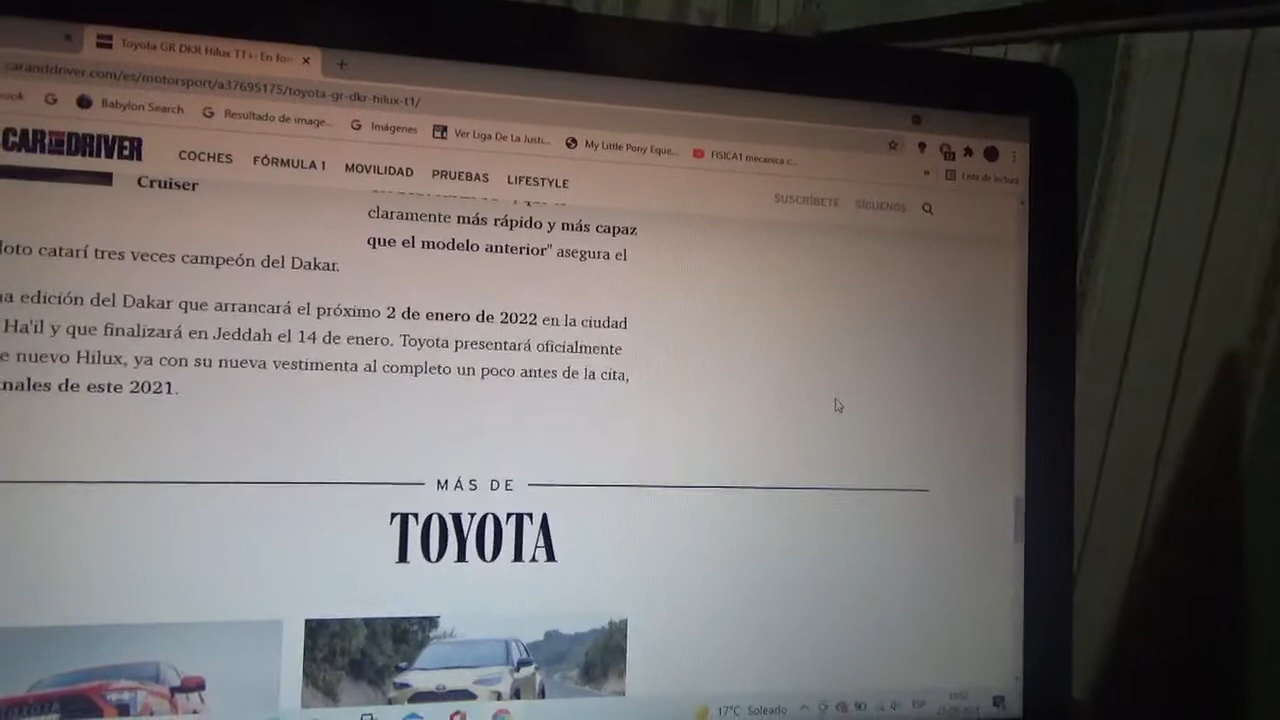 Toyota GR DKR Hilux T1+: En
caranddriver.com/es/motorsport/a37695175/toyota-gr-dkr-hilux-t1/
Babylon Search
Resultado de image...
Imágenes
Ver Liga De La Justi...
My Little Pony Eque...
FISICA1 mecanica c...
Lista de lectura
CAR AND DRIVER
COCHES FÓRMULA 1 MOVILIDAD PRUEBAS LIFESTYLE
SUSCRÍBETE SÍGUENOS
Cruiser
claramente más rápido y más capaz
que el modelo anterior" asegura el
loto catarí tres veces campeón del Dakar.
edición del Dakar que arrancará el próximo 2 de enero de 2022 en la ciudad
Ha'il y que finalizará en Jeddah el 14 de enero. Toyota presentará oficialmente
e nuevo Hilux, ya con su nueva vestimenta al completo un poco antes de la cita,
nales de este 2021.
MÁS DE
TOYOTA
17°C Soleado
ESP